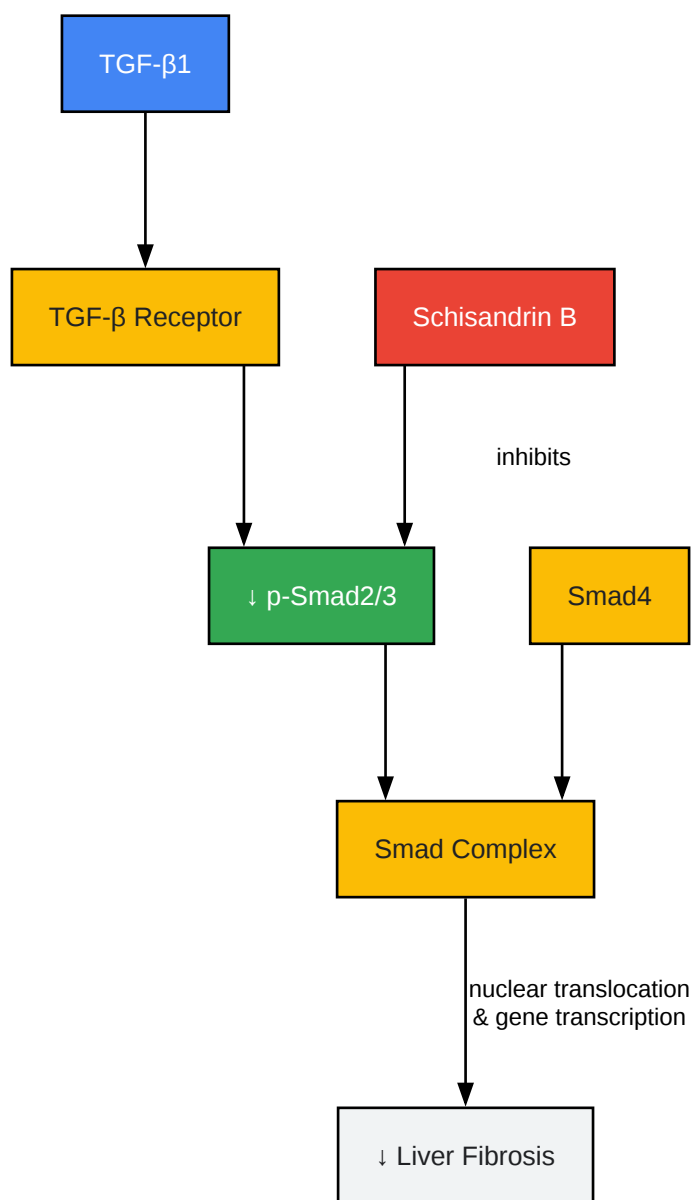 TGF-β1
TGF-β Receptor
Schisandrin B
inhibits
↓ p-Smad2/3
Smad4
Smad Complex
nuclear translocation
& gene transcription
↓ Liver Fibrosis